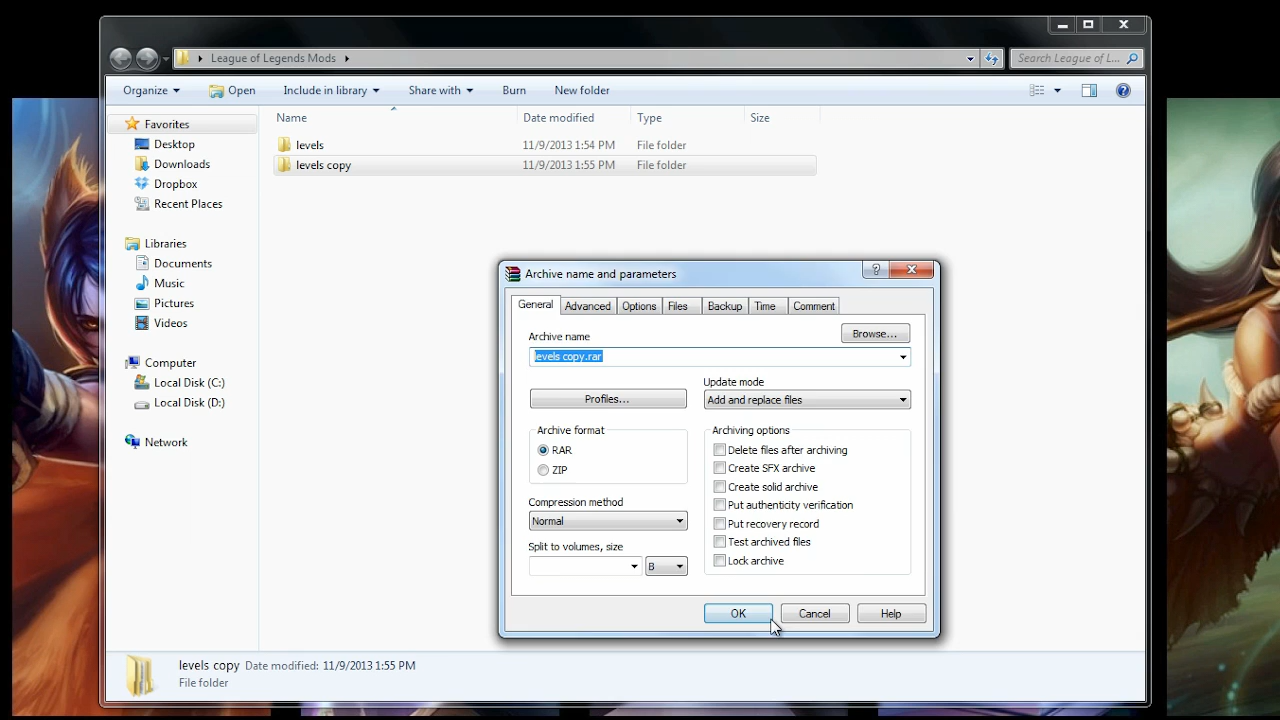 League of Legends Mods
Search League of L...
Organize
Open
Include in library
Share with
Burn
New folder
Name
Date modified
Type
Size
Favorites
Desktop
Downloads
Dropbox
Recent Places
Libraries
Documents
Music
Pictures
Videos
Computer
Local Disk (C:)
Local Disk (D:)
Network
levels
11/9/2013 1:54 PM
File folder
levels copy
11/9/2013 1:55 PM
File folder
Archive name and parameters
General
Advanced
Options
Files
Backup
Time
Comment
Archive name
Browse...
levels copy.rar
Profiles...
Update mode
Add and replace files
Archive format
RAR
ZIP
Compression method
Normal
Split to volumes, size
B
Archiving options
Delete files after archiving
Create SFX archive
Create solid archive
Put authenticity verification
Put recovery record
Test archived files
Lock archive
OK
Cancel
Help
levels copy
Date modified: 11/9/2013 1:55 PM
File folder